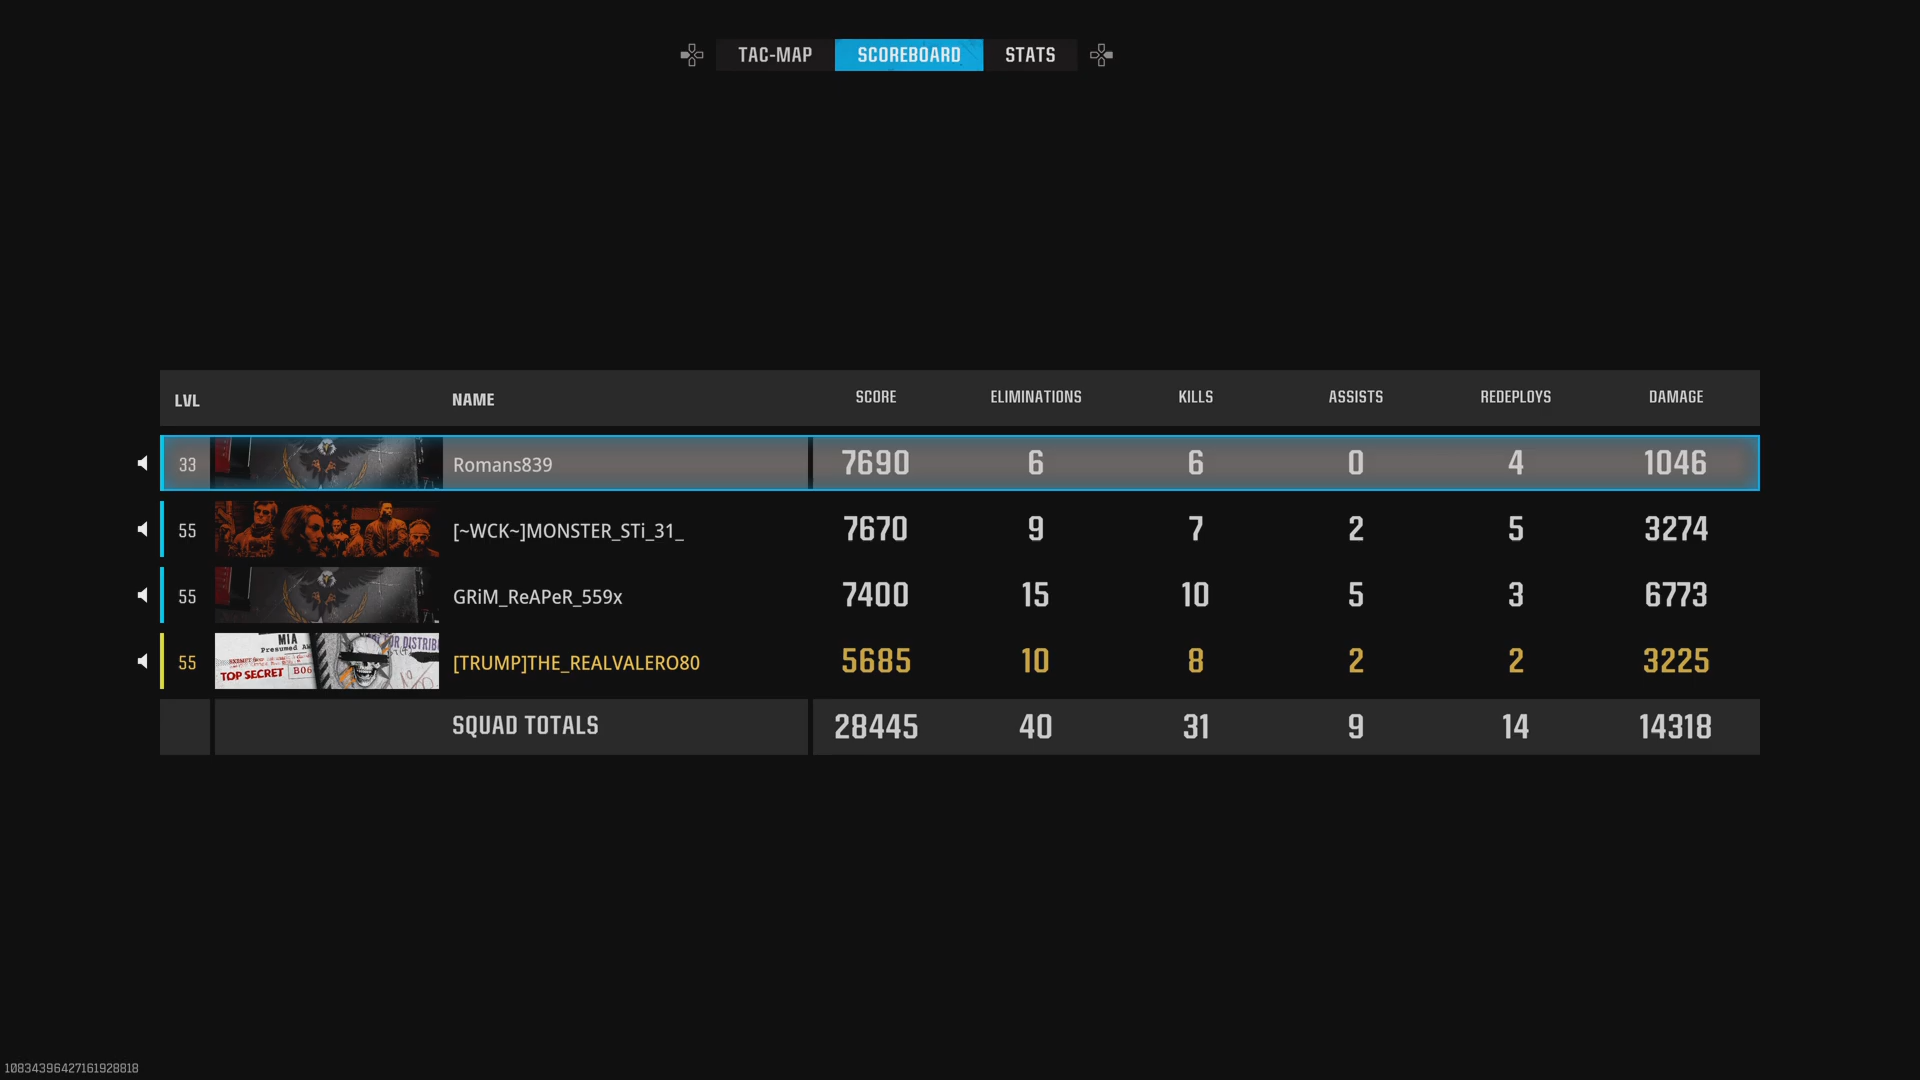 TAC-MAP SCOREBOARD STATS
LVL NAME SCORE ELIMINATIONS KILLS ASSISTS REDEPLOYS DAMAGE
33 Romans839 7690 6 6 0 4 1046
55 [~WCK~]MONSTER_STi_31_ 7670 9 7 2 5 3274
55 GRiM_ReAPeR_559x 7400 15 10 5 3 6773
MIA
Presumed
TOP SECRET B06
DISTRIB
55 [TRUMP]THE_REALVALERO80 5685 10 8 2 2 3225
SQUAD TOTALS 28445 40 31 9 14 14318
10834396427161928818